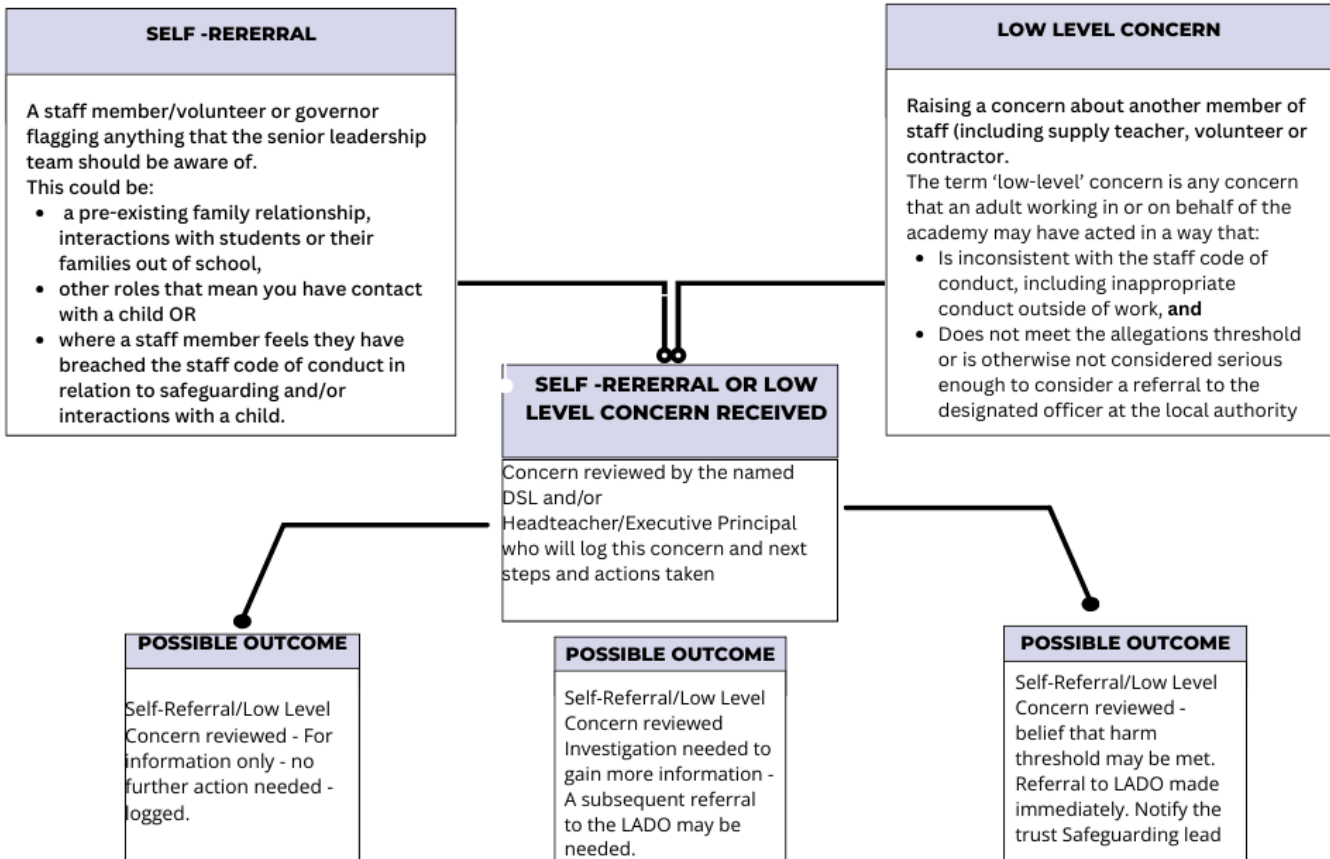 SELF -RERERRAL
A staff member/volunteer or governor
flagging anything that the senior leadership
team should be aware of.
This could be:
• a pre-existing family relationship,
interactions with students or their
families out of school,
• other roles that mean you have contact
with a child OR
• where a staff member feels they have
breached the staff code of conduct in
relation to safeguarding and/or
interactions with a child.
LOW LEVEL CONCERN
Raising a concern about another member of
staff (including supply teacher, volunteer or
contractor.
The term ‘low-level’ concern is any concern
that an adult working in or on behalf of the
academy may have acted in a way that:
• Is inconsistent with the staff code of
conduct, including inappropriate
conduct outside of work, and
• Does not meet the allegations threshold
or is otherwise not considered serious
enough to consider a referral to the
designated officer at the local authority
SELF -RERERRAL OR LOW
LEVEL CONCERN RECEIVED
Concern reviewed by the named
DSL and/or
Headteacher/Executive Principal
who will log this concern and next
steps and actions taken
POSSIBLE OUTCOME
Self-Referral/Low Level
Concern reviewed - For
information only - no
further action needed -
logged.
POSSIBLE OUTCOME
Self-Referral/Low Level
Concern reviewed
Investigation needed to
gain more information -
A subsequent referral
to the LADO may be
needed.
POSSIBLE OUTCOME
Self-Referral/Low Level
Concern reviewed -
belief that harm
threshold may be met.
Referral to LADO made
immediately. Notify the
trust Safeguarding lead